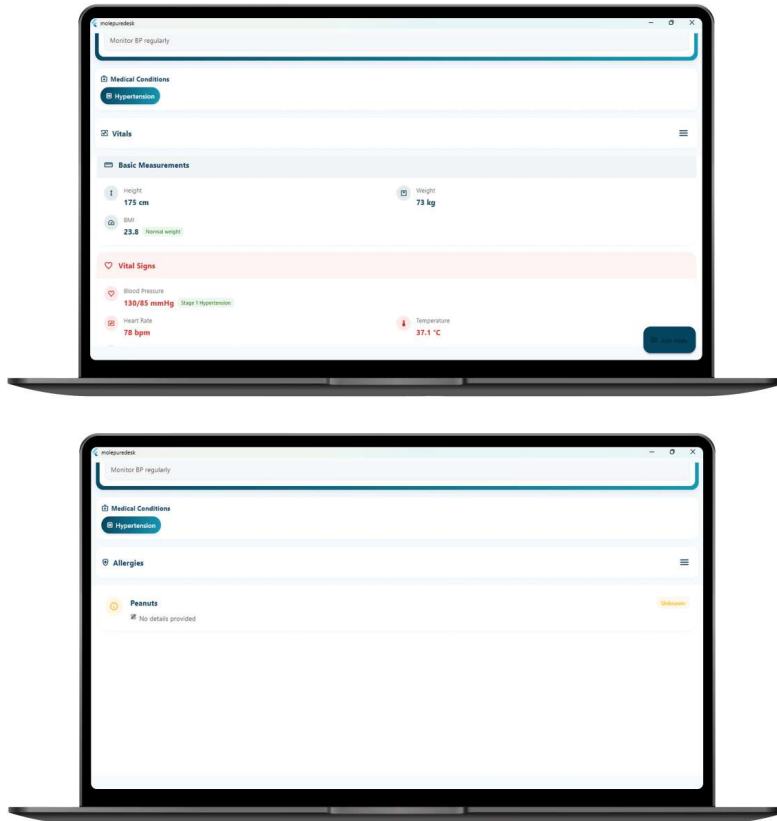 molepuredesk
Monitor BP regularly
Medical Conditions
Hypertension
Vitals
Basic Measurements
Height
175 cm
Weight
73 kg
BMI
23.8 Normal weight
Vital Signs
Blood Pressure
130/85 mmHg Stage 1 Hypertension
Heart Rate
78 bpm
Temperature
37.1 °C
molepuredesk
Monitor BP regularly
Medical Conditions
Hypertension
Allergies
Peanuts
Unknown
No details provided